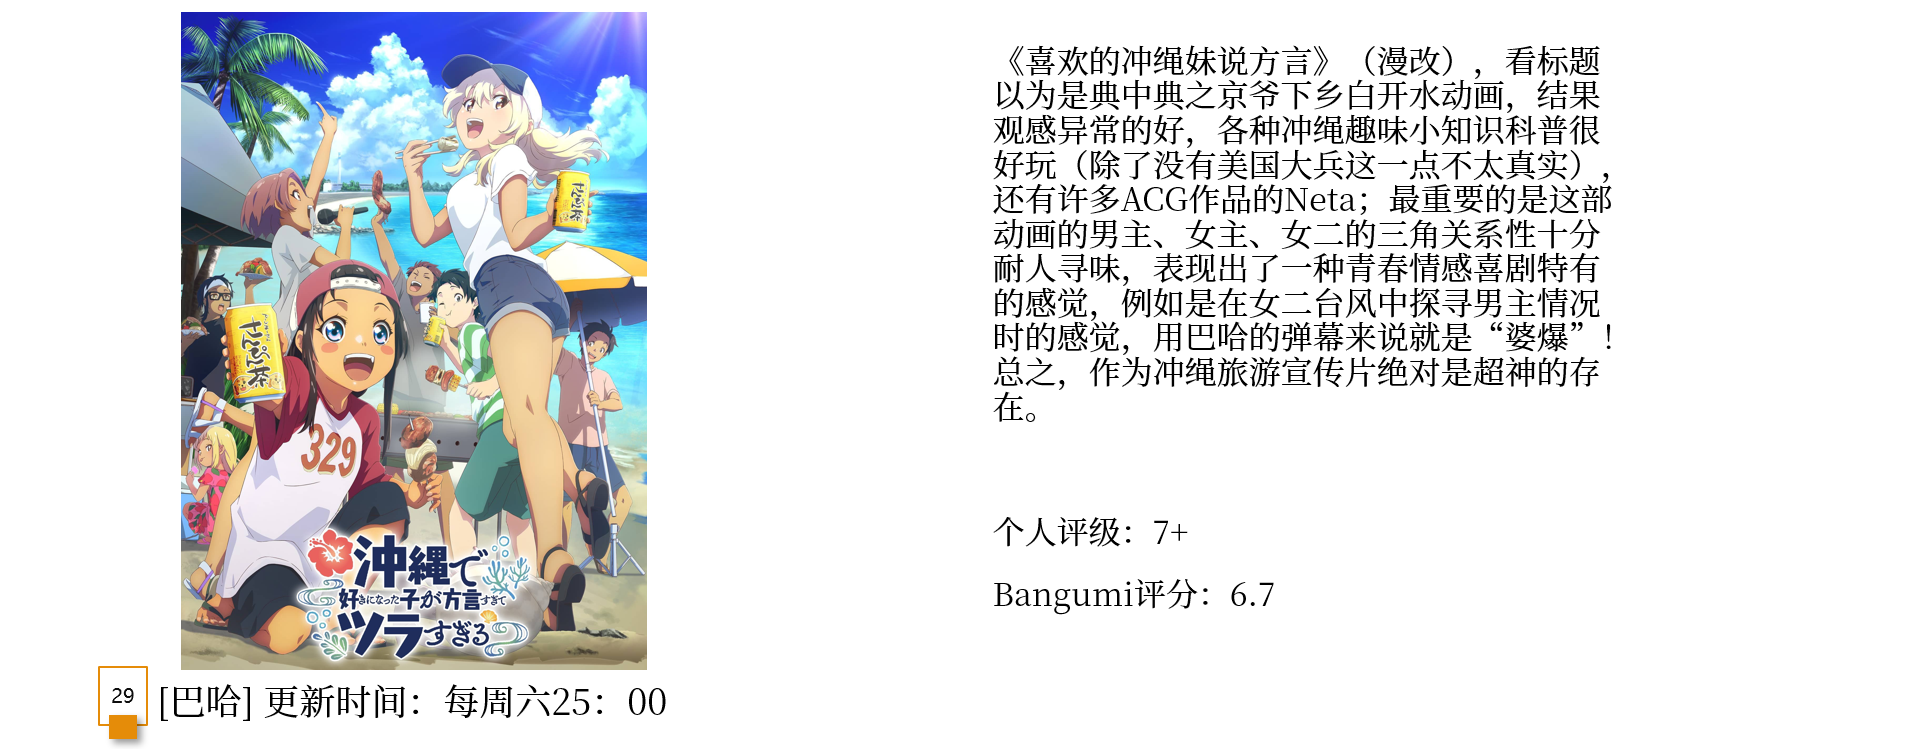 さんぴん茶
さんぴん茶
329
沖縄で
好きになった子が方言すぎて
ツラすぎる
29
[巴哈] 更新时间：每周六25：00
《喜欢的冲绳妹说方言》（漫改），看标题
以为是典中典之京爷下乡白开水动画，结果
观感异常的好，各种冲绳趣味小知识科普很
好玩（除了没有美国大兵这一点不太真实），
还有许多ACG作品的Neta；最重要的是这部
动画的男主、女主、女二的三角关系性十分
耐人寻味，表现出了一种青春情感喜剧特有
的感觉，例如是在女二台风中探寻男主情况
时的感觉，用巴哈的弹幕来说就是“婆爆”！
总之，作为冲绳旅游宣传片绝对是超神的存
在。
个人评级：7+
Bangumi评分：6.7